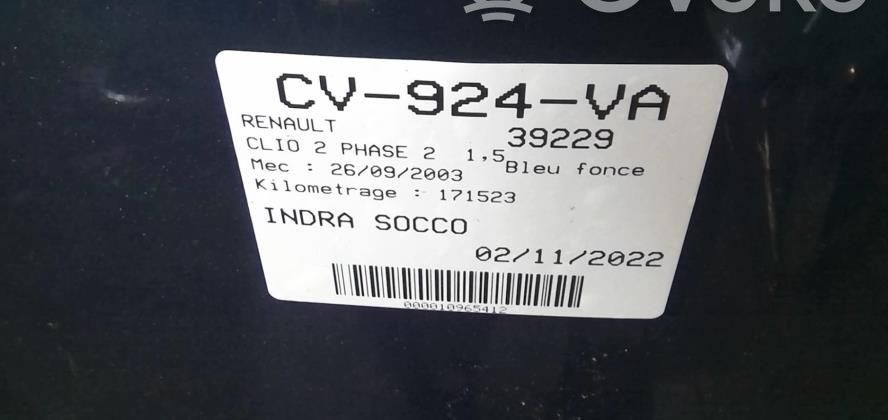 CV-924-VA
RENAULT 39229
CLIO 2 PHASE 2 1,5 Bleu fonce
Mec : 26/09/2003
Kilometrage : 171523
INDRA SOCCO
02/11/2022
000010965412